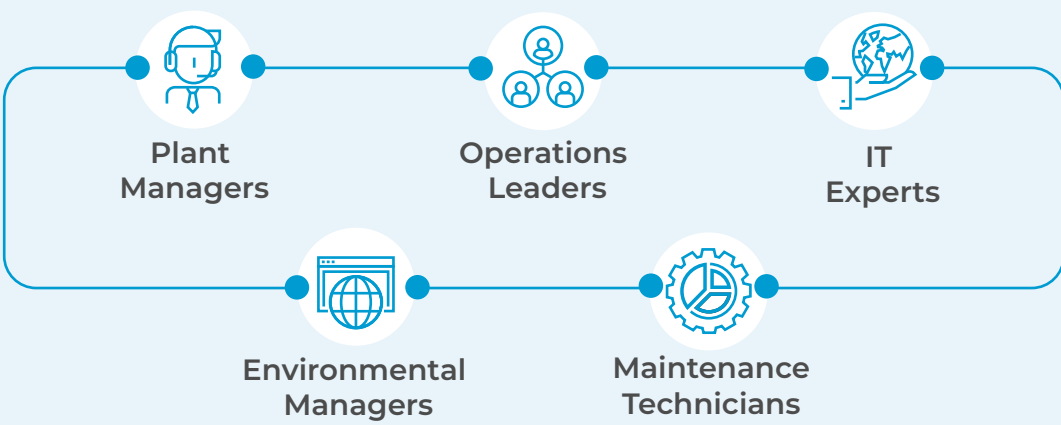 Plant
Managers
Operations
Leaders
IT
Experts
Environmental
Managers
Maintenance
Technicians